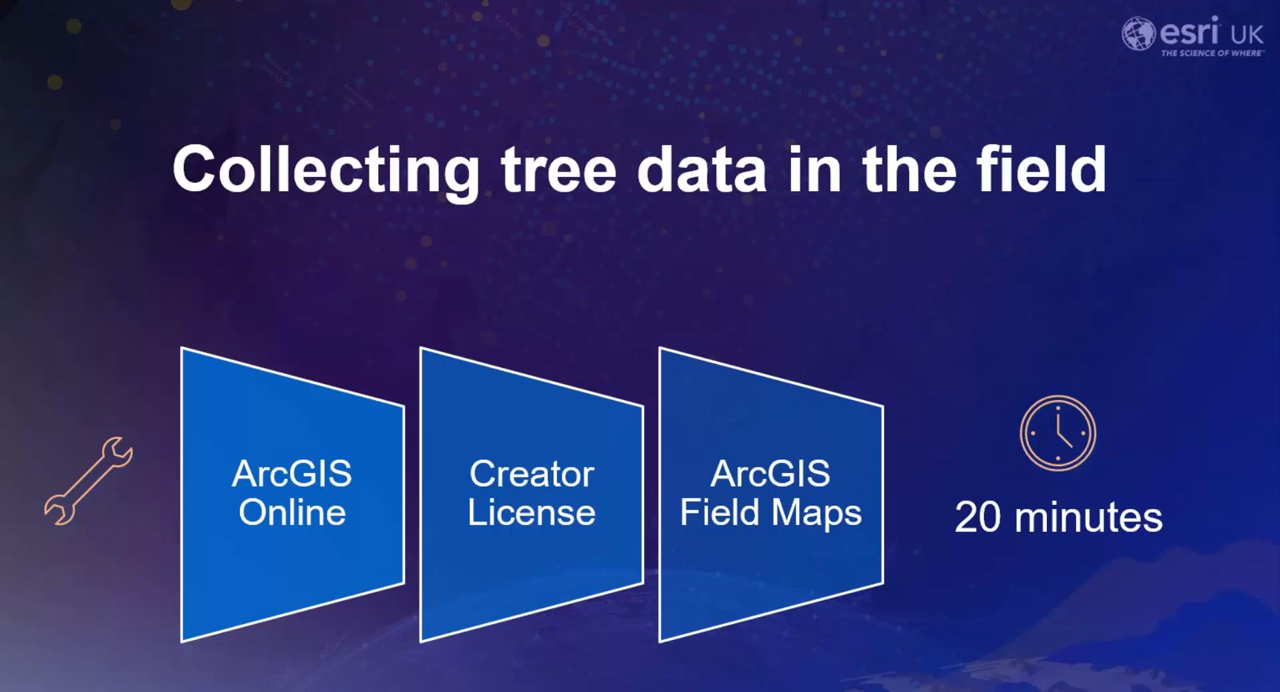 esri UK
THE SCIENCE OF WHERE™
Collecting tree data in the field
ArcGIS
Online
Creator
License
ArcGIS
Field Maps
20 minutes